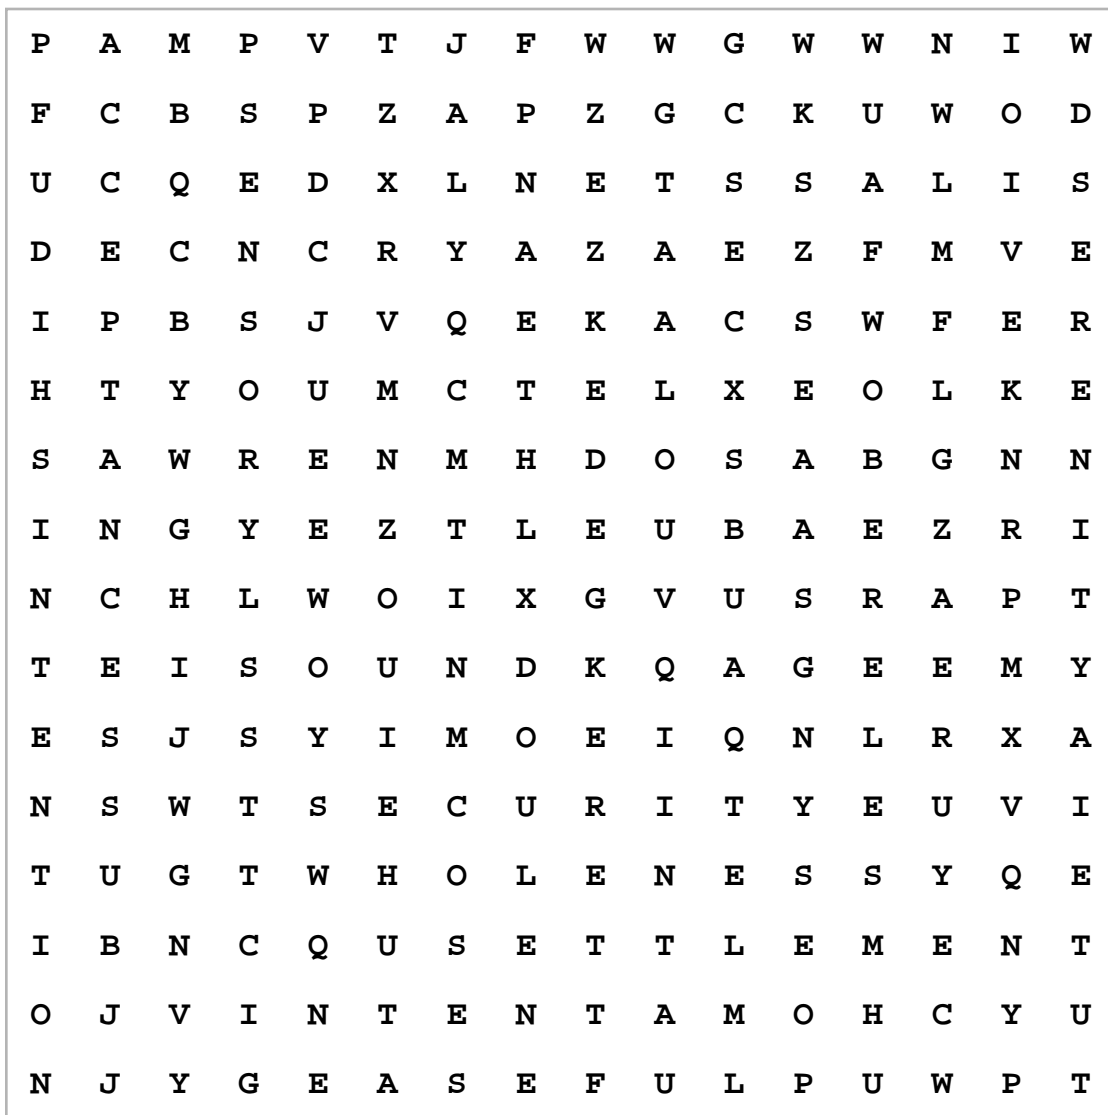 P A M P V T J F W W G W W N I W
F C B S P Z A P Z G C K U W O D
U C Q E D X L N E T S S A L I S
D E C N C R Y A Z A E Z F M V E
I P B S J V Q E K A C S W F E R
H T Y O U M C T E L X E O L K E
S A W R E N M H D O S A B G N N
I N G Y E Z T L E U B A E Z R I
N C H L W O I X G V U S R A P T
T E I S O U N D K Q A G E E M Y
E S J S Y I M O E I Q N L R X A
N S W T S E C U R I T Y E U V I
T U G T W H O L E N E S S Y Q E
I B N C Q U S E T T L E M E N T
O J V I N T E N T A M O H C Y U
N J Y G E A S E F U L P U W P T